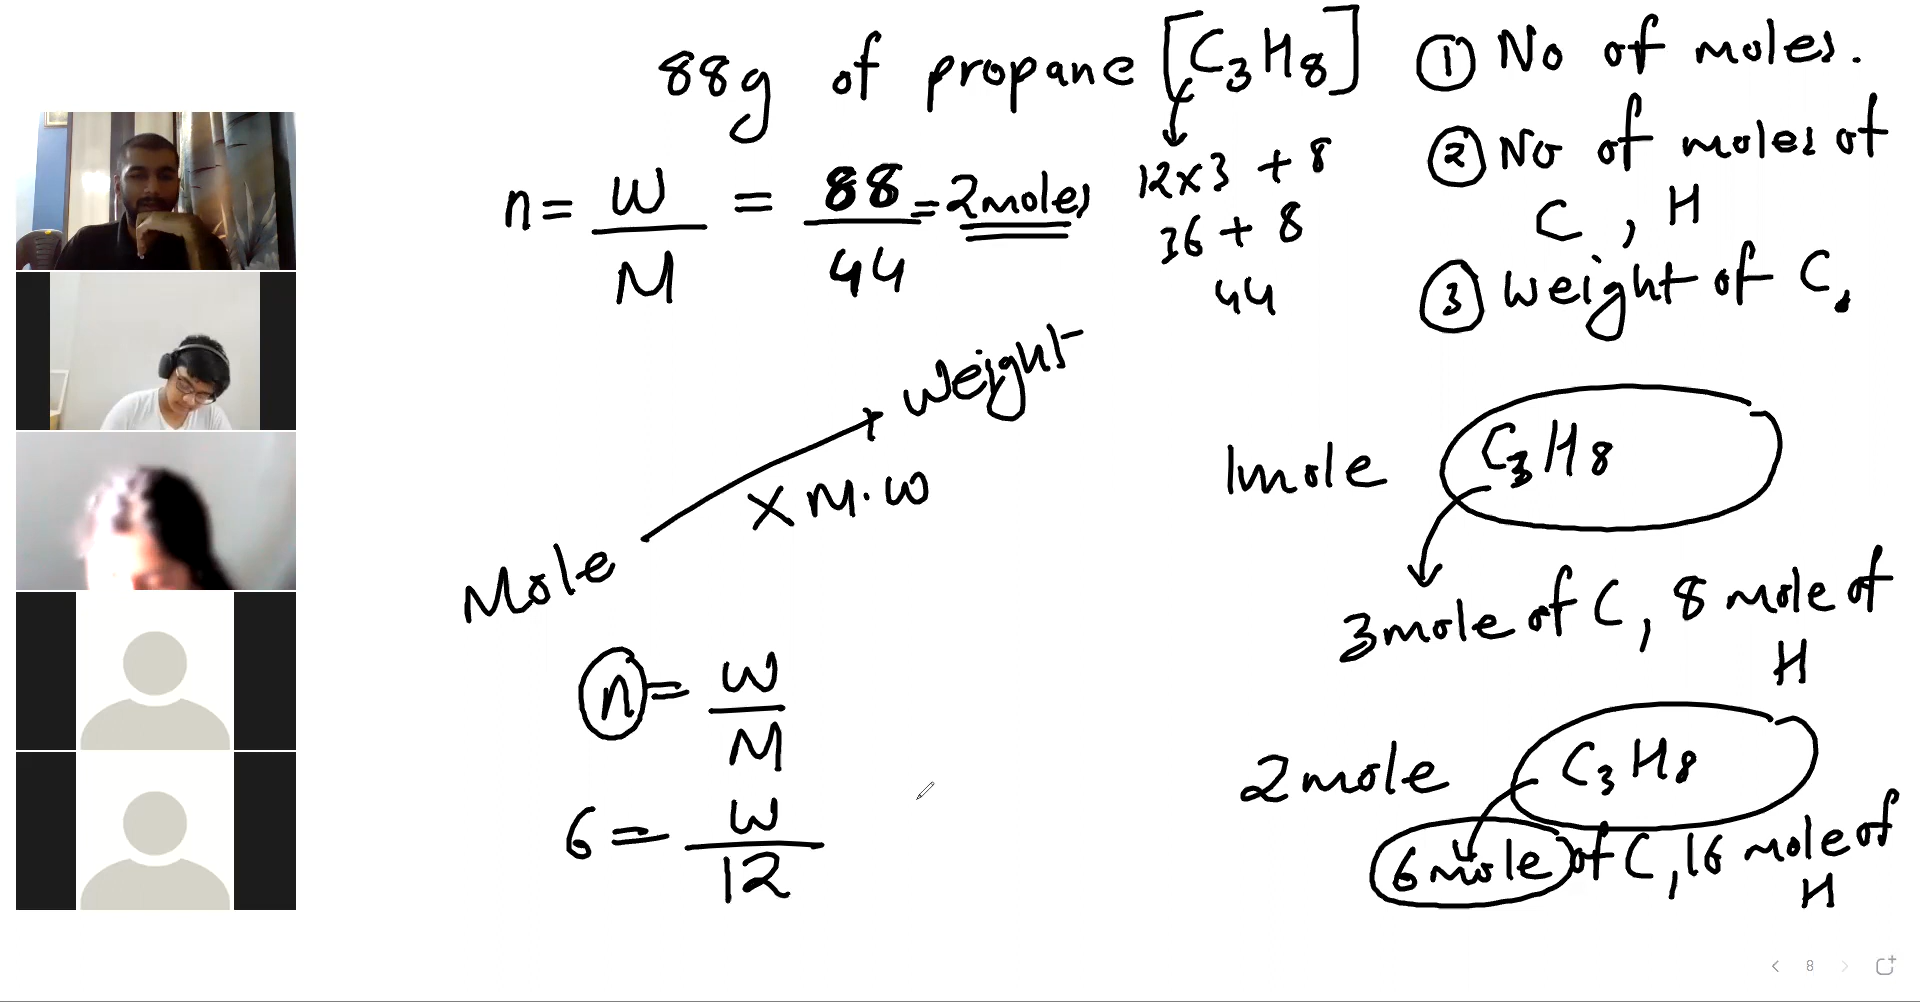 88g of propane [C3H8]
n = W/M = 88/44 = 2moles
12x3 + 8
36 + 8
44
① No of moles.
② No of moles of
C , H
③ Weight of C.
Weight
X M.W
Mole
n = W/M
6 = W/12
1mole C3H8
3mole of C, 8 mole of
H
2mole C3H8
6mole of C, 16 mole of
H
8